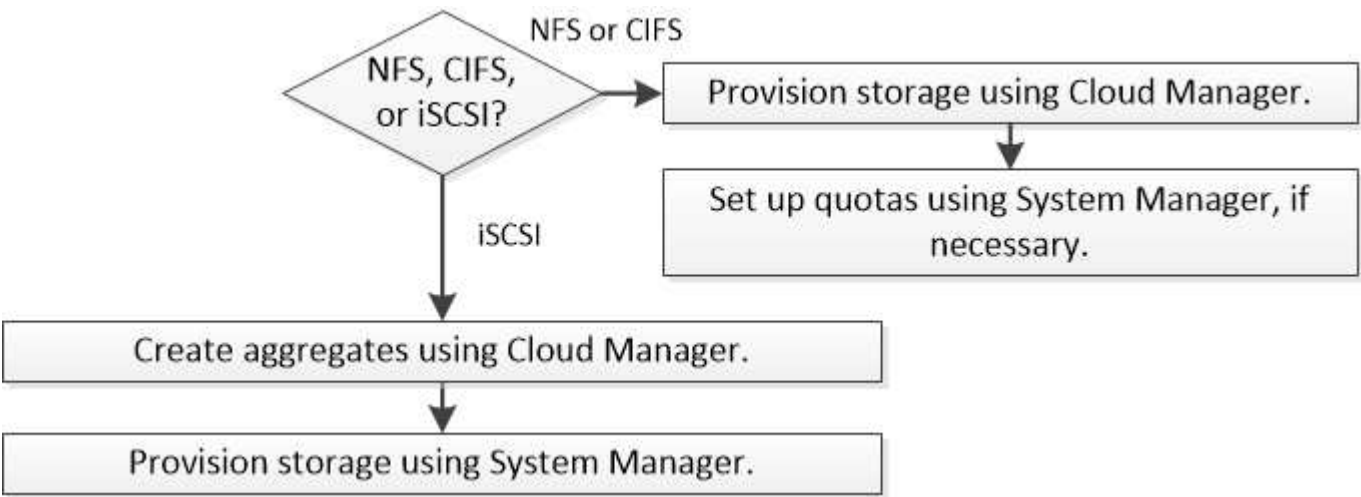 NFS or CIFS
NFS, CIFS,
or iSCSI?
Provision storage using Cloud Manager.
Set up quotas using System Manager, if
necessary.
iSCSI
Create aggregates using Cloud Manager.
Provision storage using System Manager.